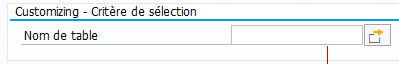 Customizing - Critère de sélection
Nom de table